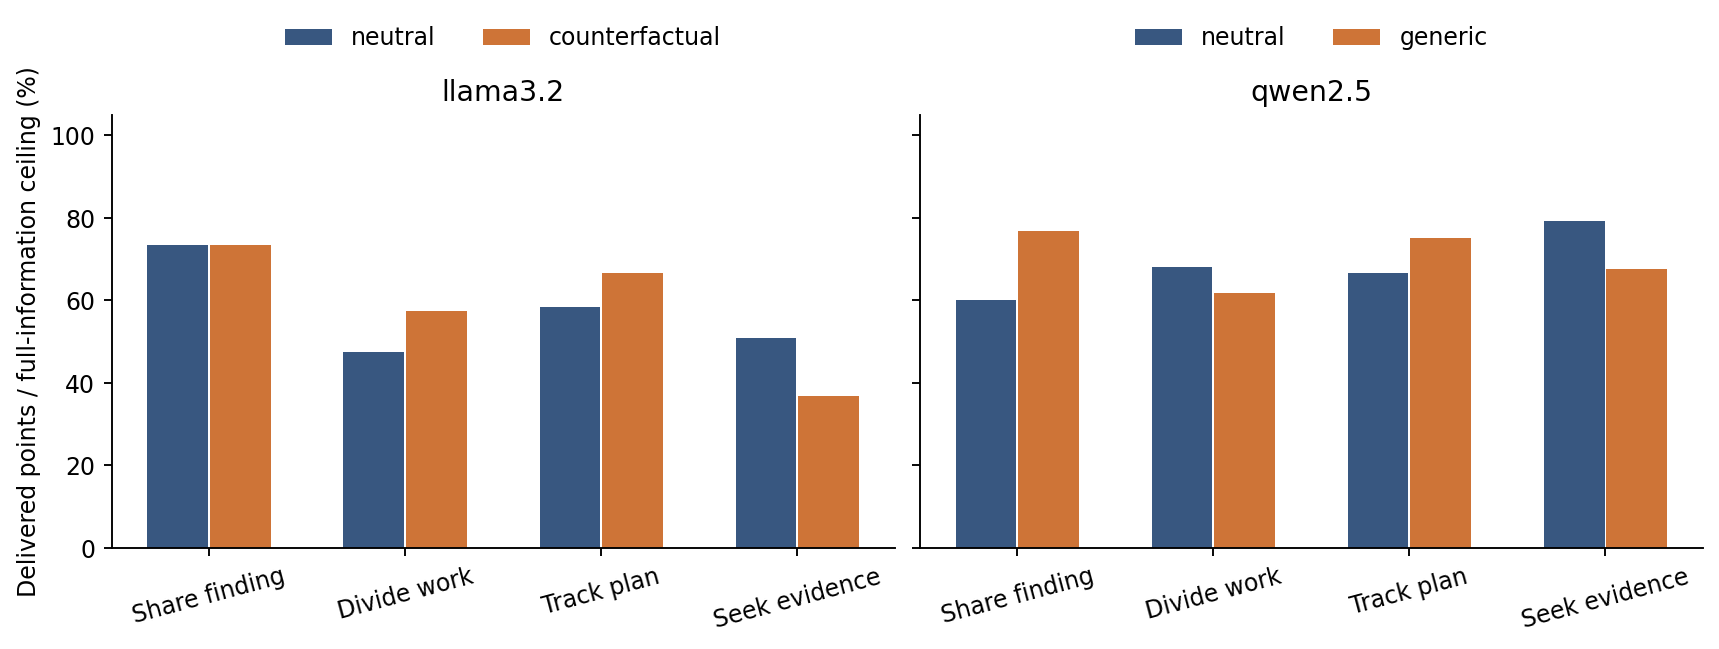 neutral counterfactual
neutral generic
llama3.2
qwen2.5
Delivered points / full-information ceiling (%)
100
80
60
40
20
0
Share finding
Divide work
Track plan
Seek evidence
Share finding
Divide work
Track plan
Seek evidence